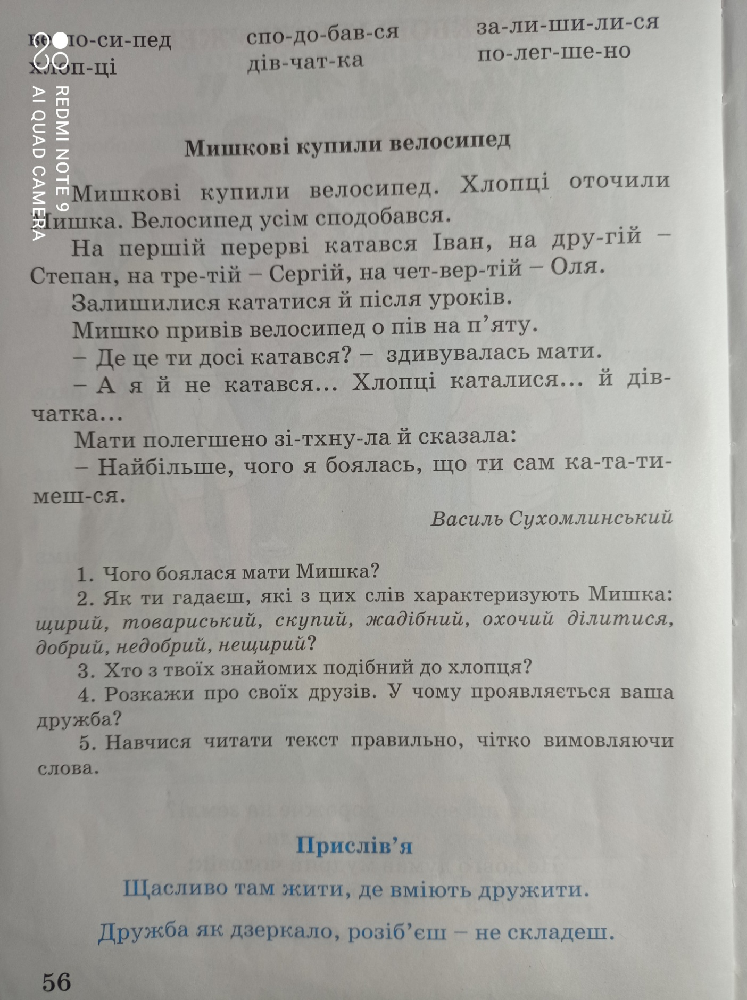 ве-ло-си-пед спо-до-бав-ся за-ли-ши-ли-ся
хлоп-ці дів-чат-ка по-лег-ше-но
REDMI NOTE 9
AI QUAD CAMERA
Мишкові купили велосипед
Мишкові купили велосипед. Хлопці оточили
Мишка. Велосипед усім сподобався.
На першій перерві катався Іван, на дру-гій –
Степан, на тре-тій – Сергій, на чет-вер-тій – Оля.
Залишилися кататися й після уроків.
Мишко привів велосипед о пів на п’яту.
– Де це ти досі катався? – здивувалась мати.
– А я й не катався... Хлопці каталися... й дів-
чатка...
Мати полегшено зі-тхну-ла й сказала:
– Найбільше, чого я боялась, що ти сам ка-та-ти-
меш-ся.
Василь Сухомлинський
1. Чого боялася мати Мишка?
2. Як ти гадаєш, які з цих слів характеризують Мишка:
щирий, товариський, скупий, жадібний, охочий ділитися,
добрий, недобрий, нещирий?
3. Хто з твоїх знайомих подібний до хлопця?
4. Розкажи про своїх друзів. У чому проявляється ваша
дружба?
5. Навчися читати текст правильно, чітко вимовляючи
слова.
Прислів’я
Щасливо там жити, де вміють дружити.
Дружба як дзеркало, розіб’єш – не складеш.
56